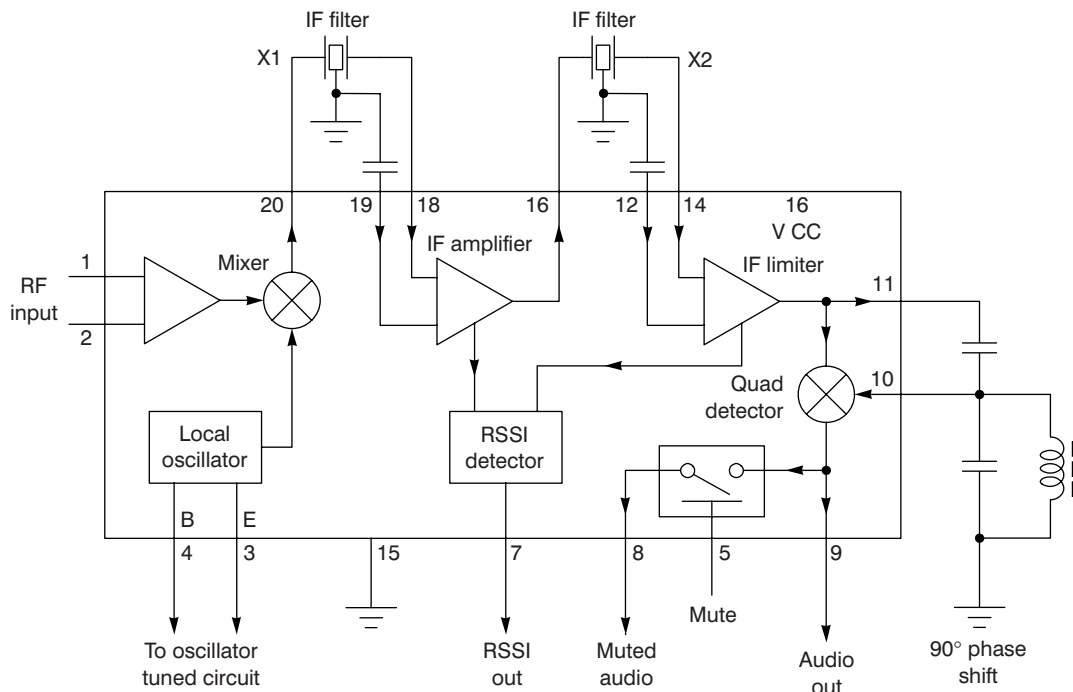 IF filter
IF filter
X1
X2
20
19
18
16
12
14
16
V CC
1
Mixer
IF amplifier
IF limiter
11
RF
input
2
10
Quad
detector
Local
oscillator
RSSI
detector
B
E
4
3
15
7
8
5
9
Mute
To oscillator
tuned circuit
RSSI
out
Muted
audio
Audio
out
90° phase
shift